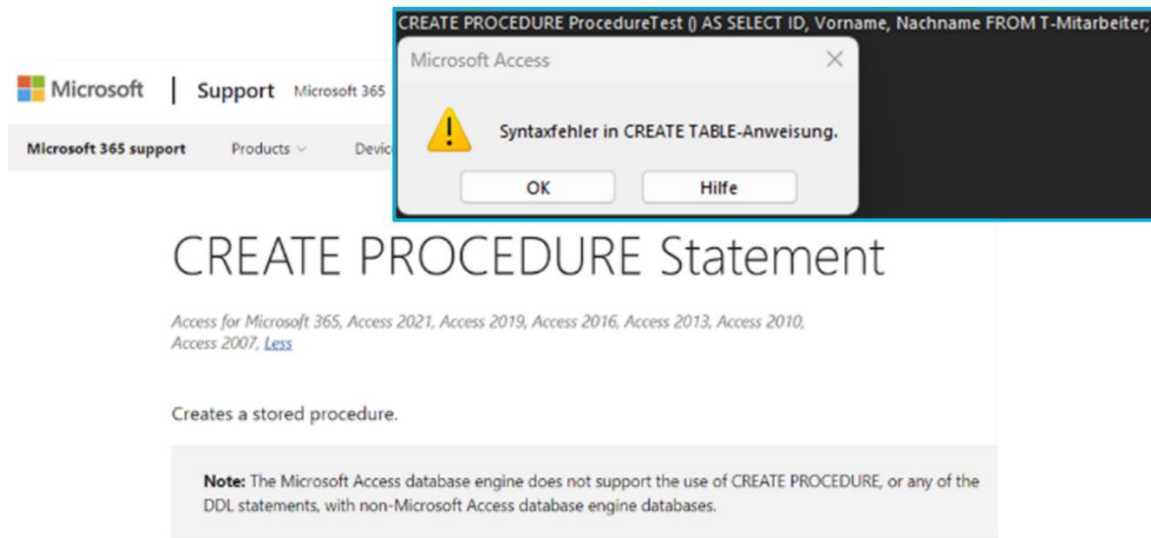 CREATE PROCEDURE ProcedureTest () AS SELECT ID, Vorname, Nachname FROM T-Mitarbeiter;
Microsoft Access
Syntaxfehler in CREATE TABLE-Anweisung.
OK Hilfe
Microsoft | Support Microsoft 365
Microsoft 365 support Products
CREATE PROCEDURE Statement
Access for Microsoft 365, Access 2021, Access 2019, Access 2016, Access 2013, Access 2010,
Access 2007, Less
Creates a stored procedure.
Note: The Microsoft Access database engine does not support the use of CREATE PROCEDURE, or any of the
DDL statements, with non-Microsoft Access database engine databases.